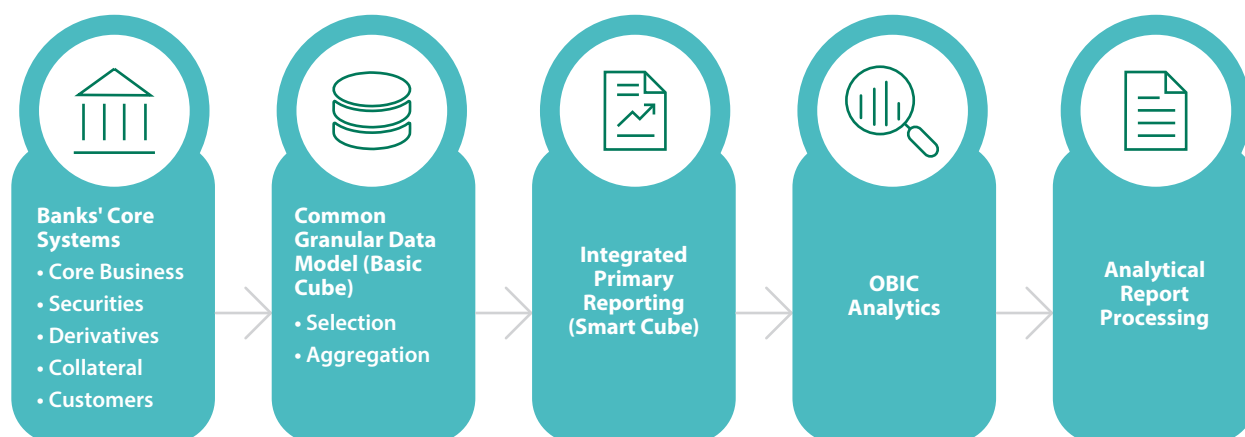 Banks' Core
Systems
• Core Business
• Securities
• Derivatives
• Collateral
• Customers
Common
Granular Data
Model (Basic
Cube)
• Selection
• Aggregation
Integrated
Primary
Reporting
(Smart Cube)
OBIC
Analytics
Analytical
Report
Processing